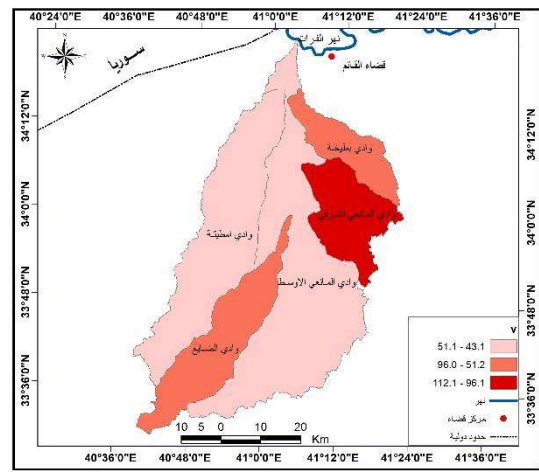 40°24'0"E 40°36'0"E 40°48'0"E 41°0'0"E 41°12'0"E 41°24'0"E 41°36'0"E
نهر الفرات
سوريا
قضاء القائم
34°12'0"N 34°12'0"N
وادي بطيخة
34°0'0"N 34°0'0"N
وادي المانعي الشرقي
وادي امطيثة
وادي المانعي الاوسط
33°48'0"N 33°48'0"N
وادي الضايع
33°36'0"N 33°36'0"N
v
51.1 - 43.1
96.0 - 51.2
112.1 - 96.1
نهر
مركز قضاء
حدود دولية
10 5 0 10 20
Km
40°36'0"E 40°48'0"E 41°0'0"E 41°12'0"E 41°24'0"E 41°36'0"E